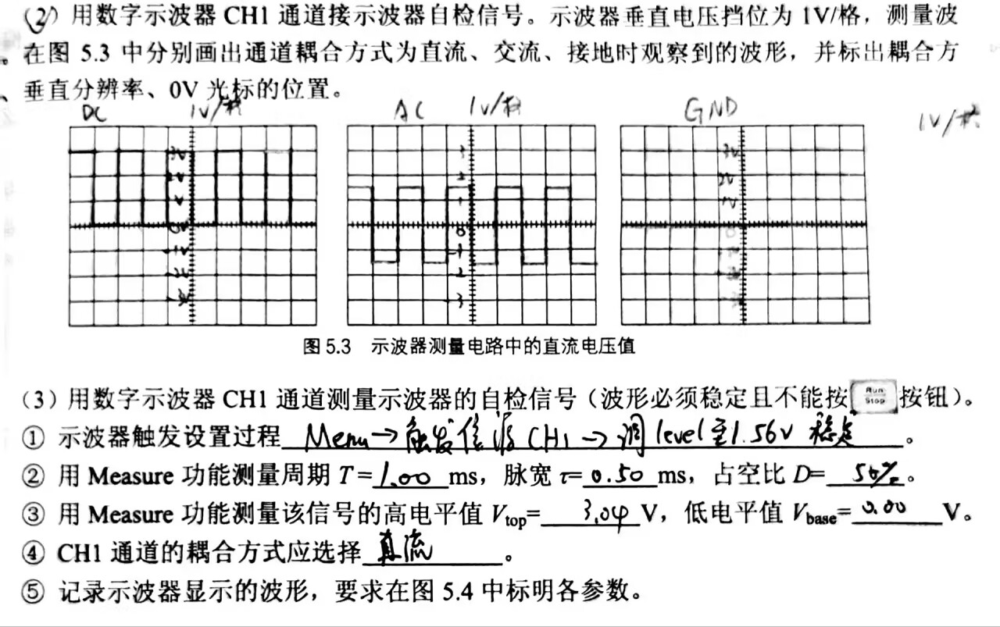 (2) 用数字示波器 CH1 通道接示波器自检信号。示波器垂直电压挡位为 1V/格，测量波
在图 5.3 中分别画出通道耦合方式为直流、交流、接地时观察到的波形，并标出耦合方
垂直分辨率、0V 光标的位置。
DC 1V/格 AC 1V/格 GND 1V/格
3V 3 3V
2V 2 2V
1V 1 1V
0V 0 0
-1V -1 -1V
-2V -2
-3V -3
图 5.3 示波器测量电路中的直流电压值
（3）用数字示波器 CH1 通道测量示波器的自检信号（波形必须稳定且不能按 Run Stop 按钮）。
① 示波器触发设置过程 Menu→触发信源CH1→调level至1.56V 稳定。
② 用 Measure 功能测量周期 T=1.00 ms，脉宽 τ=0.50 ms，占空比 D= 50%。
③ 用 Measure 功能测量该信号的高电平值 Vtop= 3.04 V，低电平值 Vbase= 0.00 V。
④ CH1 通道的耦合方式应选择 直流。
⑤ 记录示波器显示的波形，要求在图 5.4 中标明各参数。